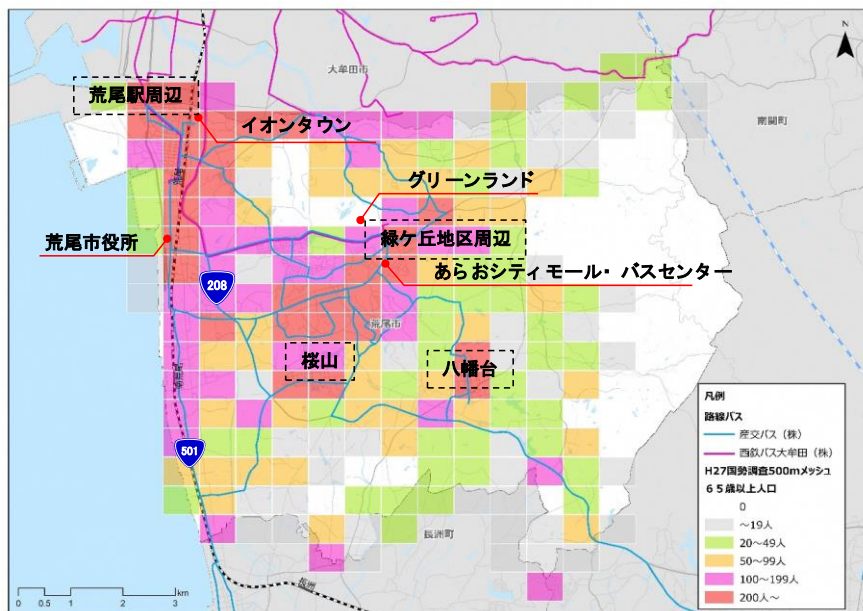 N
大牟田市
荒尾駅周辺
南関町
イオンタウン
グリーンランド
荒尾
緑ケ丘地区周辺
荒尾市役所
あらおシティモール・バスセンター
208
荒尾市
桜山
八幡台
南荒尾
501
長洲町
長洲
凡例
路線バス
産交バス（株）
西鉄バス大牟田（株）
H27国勢調査500mメッシュ
６５歳以上人口
0
～19人
20～49人
50～99人
100～199人
200人～
0 0.5 1 2 3 km